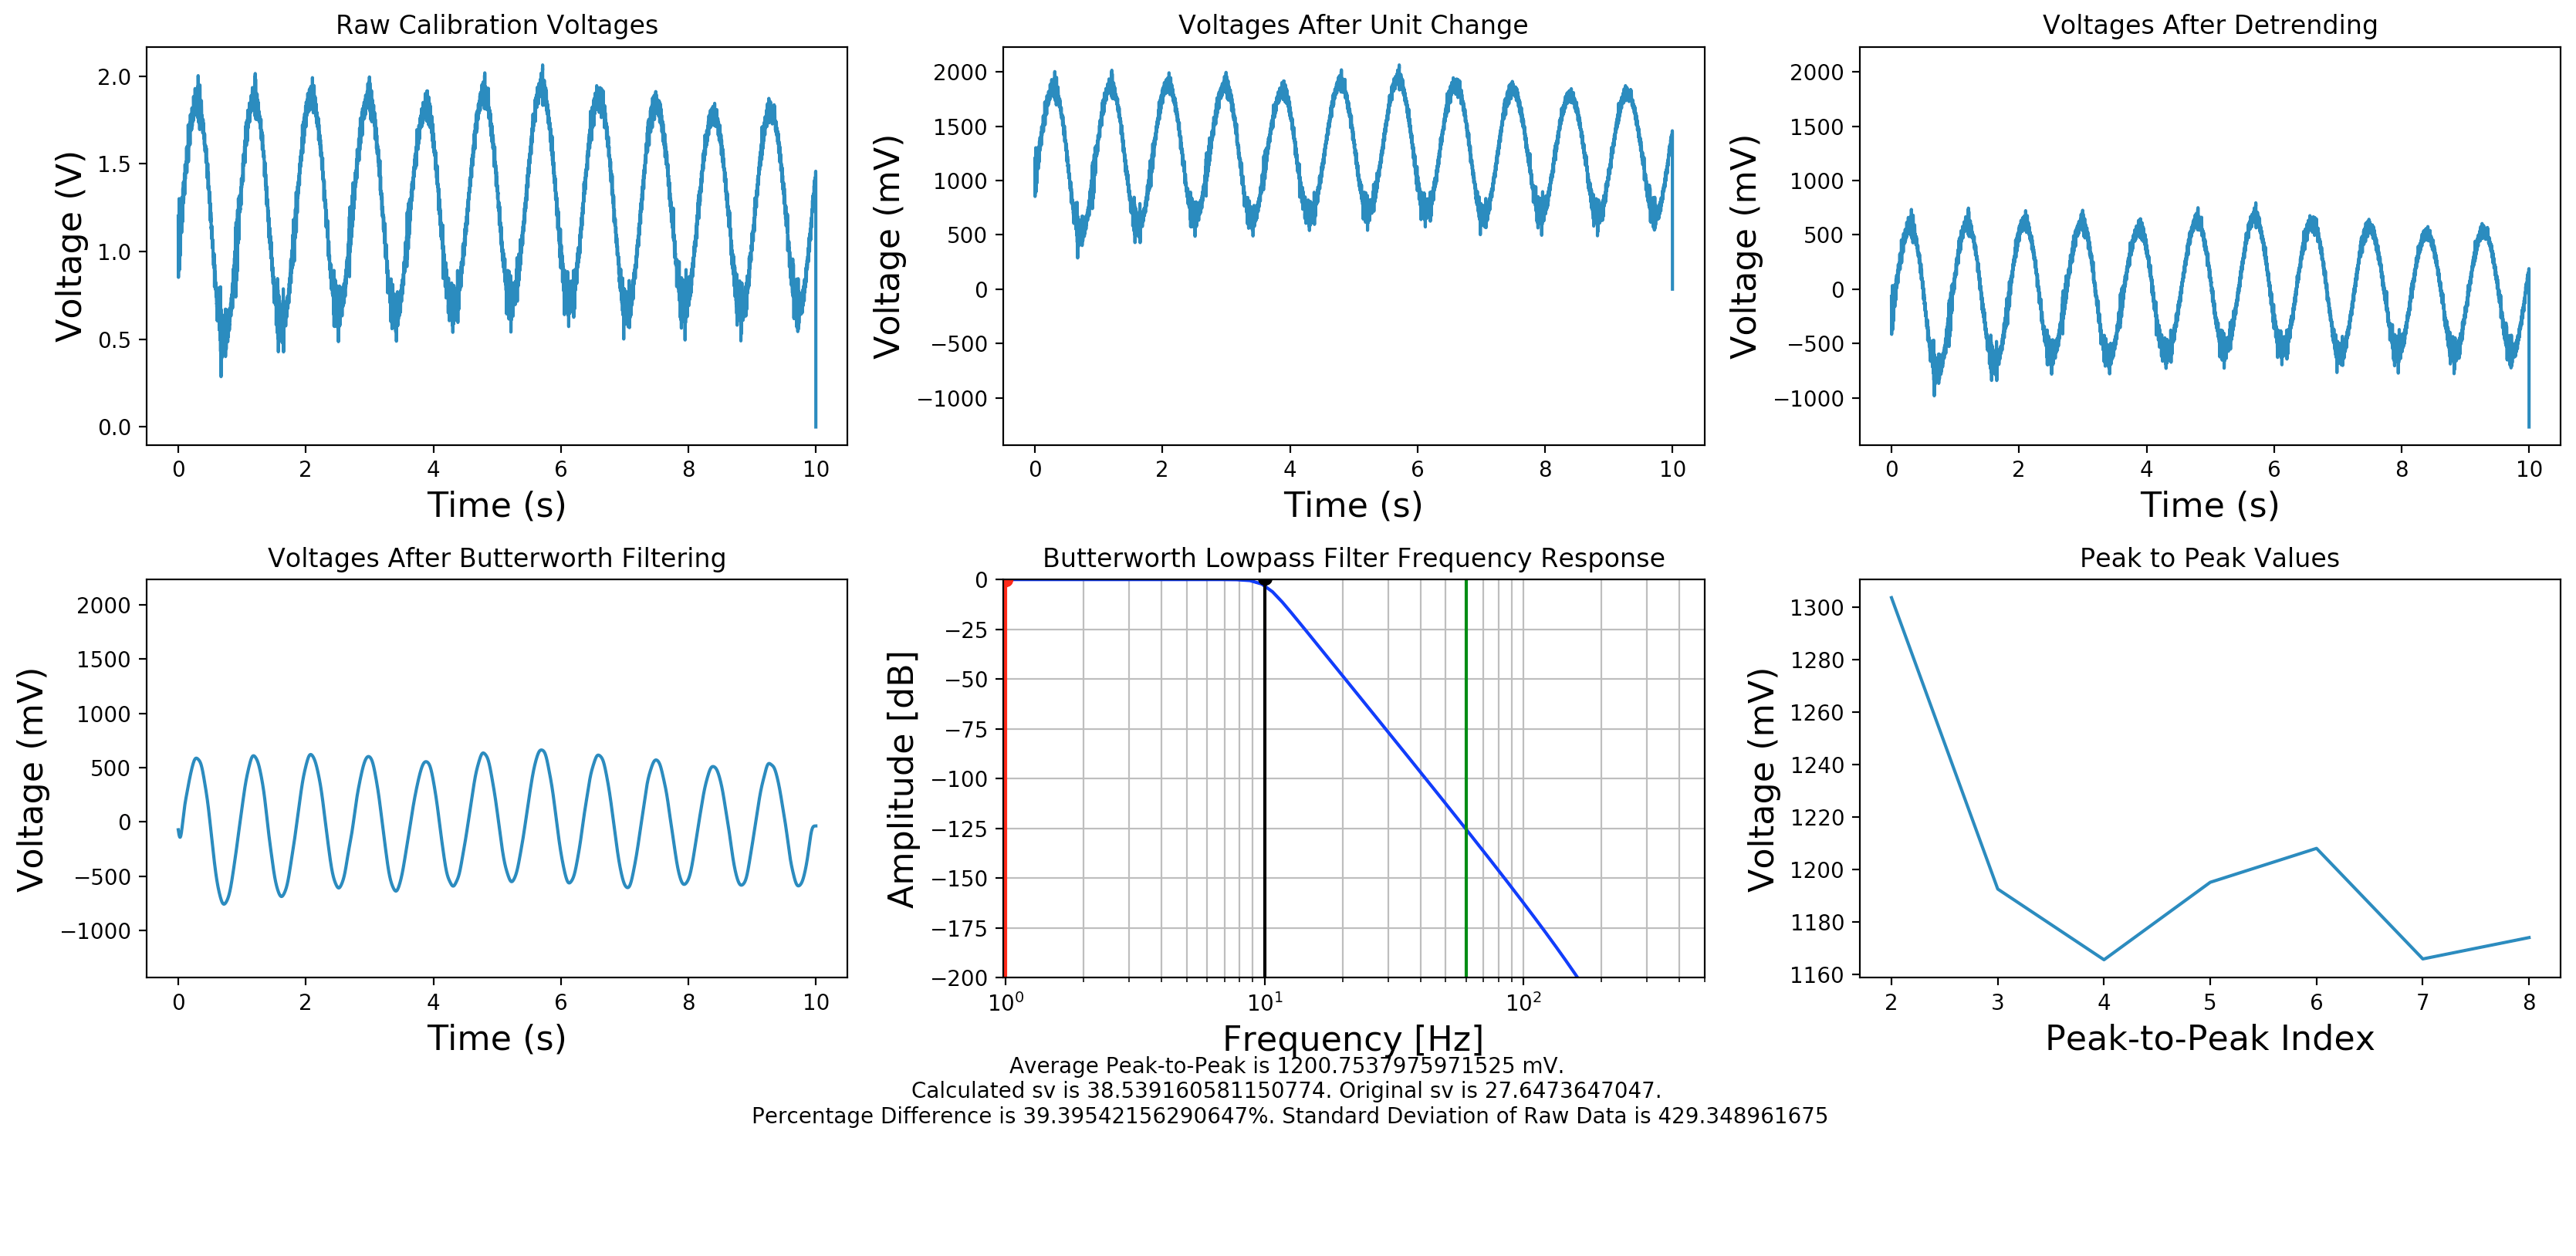 Raw Calibration Voltages
Voltage (V)
2.0
1.5
1.0
0.5
0.0
0 2 4 6 8 10
Time (s)
Voltages After Unit Change
Voltage (mV)
2000
1500
1000
500
0
−500
−1000
0 2 4 6 8 10
Time (s)
Voltages After Detrending
Voltage (mV)
2000
1500
1000
500
0
−500
−1000
0 2 4 6 8 10
Time (s)
Voltages After Butterworth Filtering
Voltage (mV)
2000
1500
1000
500
0
−500
−1000
0 2 4 6 8 10
Time (s)
Butterworth Lowpass Filter Frequency Response
Amplitude [dB]
0
−25
−50
−75
−100
−125
−150
−175
−200
10⁰ 10¹ 10²
Frequency [Hz]
Peak to Peak Values
Voltage (mV)
1300
1280
1260
1240
1220
1200
1180
1160
2 3 4 5 6 7 8
Peak-to-Peak Index
Average Peak-to-Peak is 1200.7537975971525 mV.
Calculated sv is 38.5391605811150774. Original sv is 27.6473647047.
Percentage Difference is 39.39542156290647%. Standard Deviation of Raw Data is 429.348961675